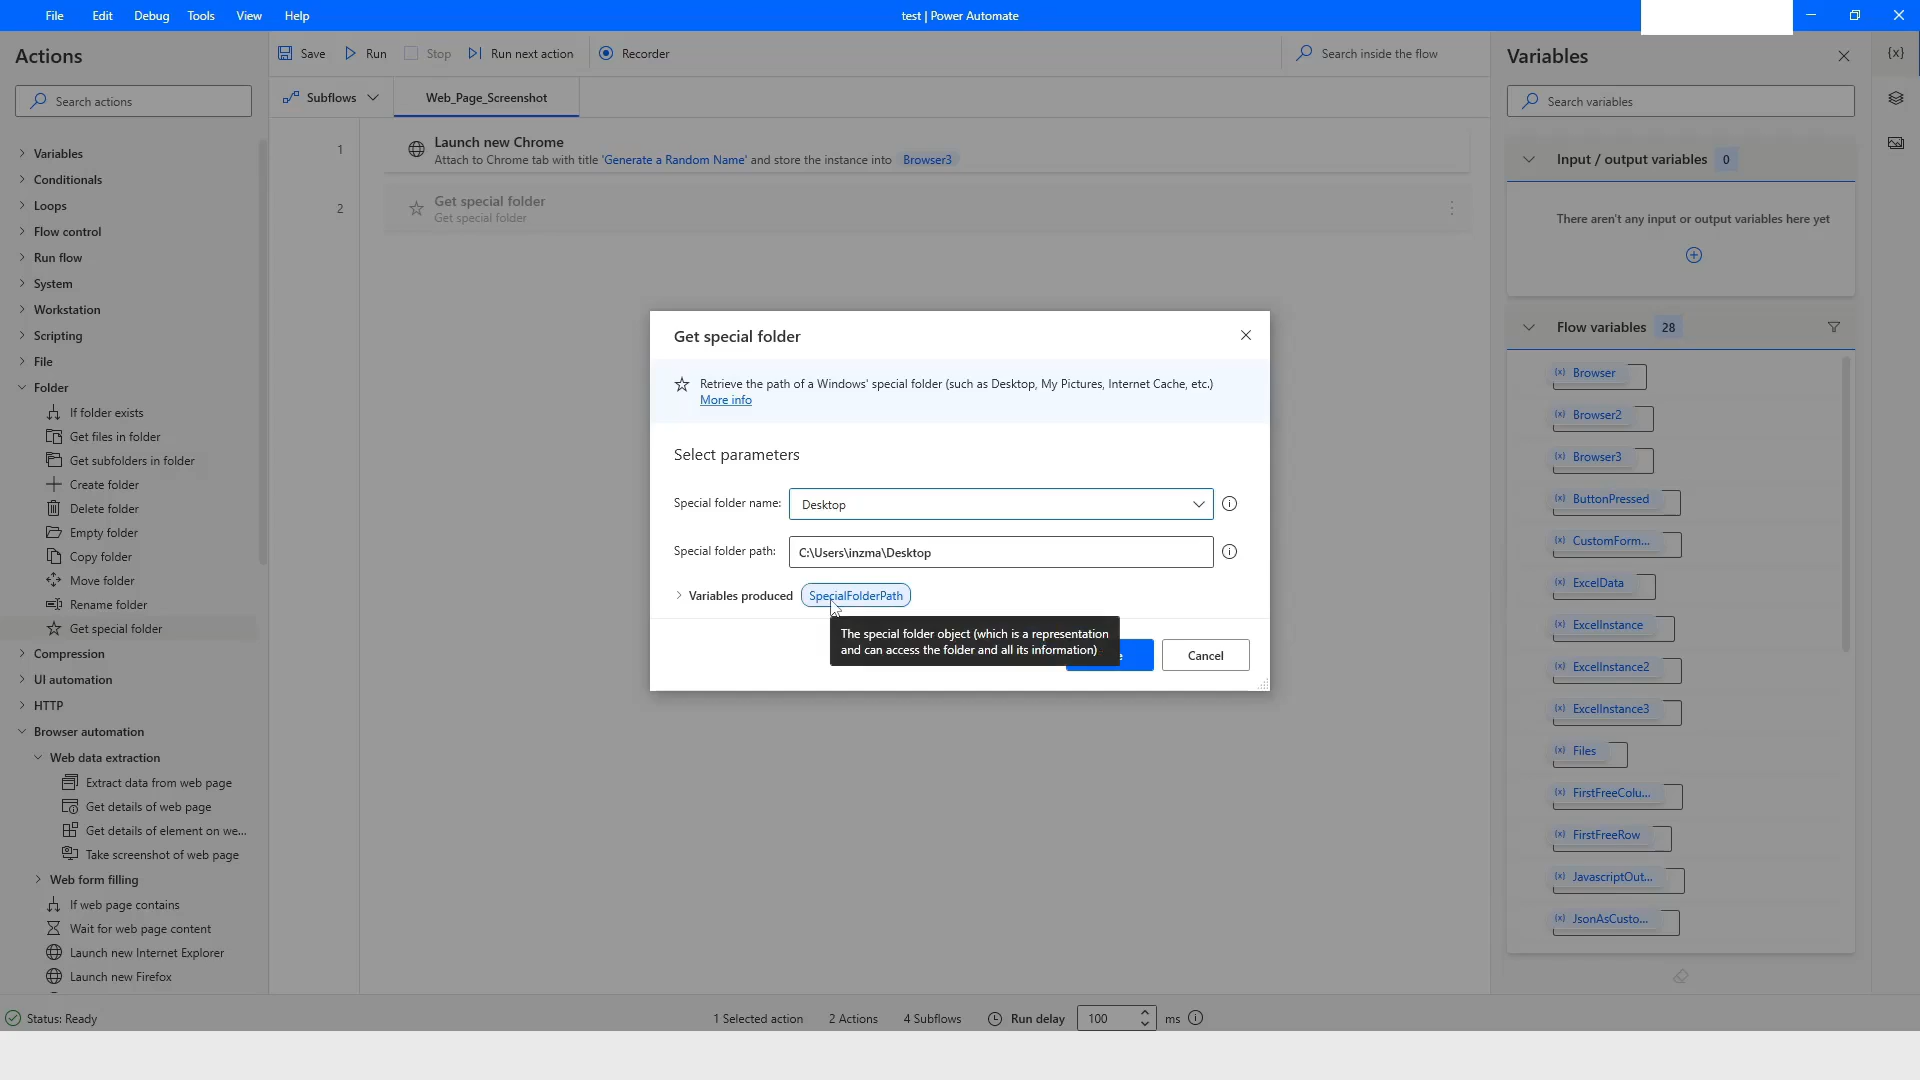 File Edit Debug Tools View Help
test | Power Automate
Actions
Search actions
Variables
Conditionals
Loops
Flow control
Run flow
System
Workstation
Scripting
File
Folder
If folder exists
Get files in folder
Get subfolders in folder
Create folder
Delete folder
Empty folder
Copy folder
Move folder
Rename folder
Get special folder
Compression
UI automation
HTTP
Browser automation
Web data extraction
Extract data from web page
Get details of web page
Get details of element on we...
Take screenshot of web page
Web form filling
If web page contains
Wait for web page content
Launch new Internet Explorer
Launch new Firefox
Save Run Stop Run next action Recorder
Search inside the flow
Subflows Web_Page_Screenshot
1
Launch new Chrome
Attach to Chrome tab with title 'Generate a Random Name' and store the instance into Browser3
2
Get special folder
Get special folder
Get special folder
Retrieve the path of a Windows' special folder (such as Desktop, My Pictures, Internet Cache, etc.)
More info
Select parameters
Special folder name: Desktop
Special folder path: C:\Users\inzma\Desktop
Variables produced SpecialFolderPath
The special folder object (which is a representation
and can access the folder and all its information)
Cancel
Variables
{x}
Search variables
Input / output variables 0
There aren't any input or output variables here yet
Flow variables 28
(x) Browser
(x) Browser2
(x) Browser3
(x) ButtonPressed
(x) CustomForm...
(x) ExcelData
(x) ExcelInstance
(x) ExcelInstance2
(x) ExcelInstance3
(x) Files
(x) FirstFreeColu...
(x) FirstFreeRow
(x) JavascriptOut...
(x) JsonAsCusto...
Status: Ready
1 Selected action 2 Actions 4 Subflows Run delay 100 ms